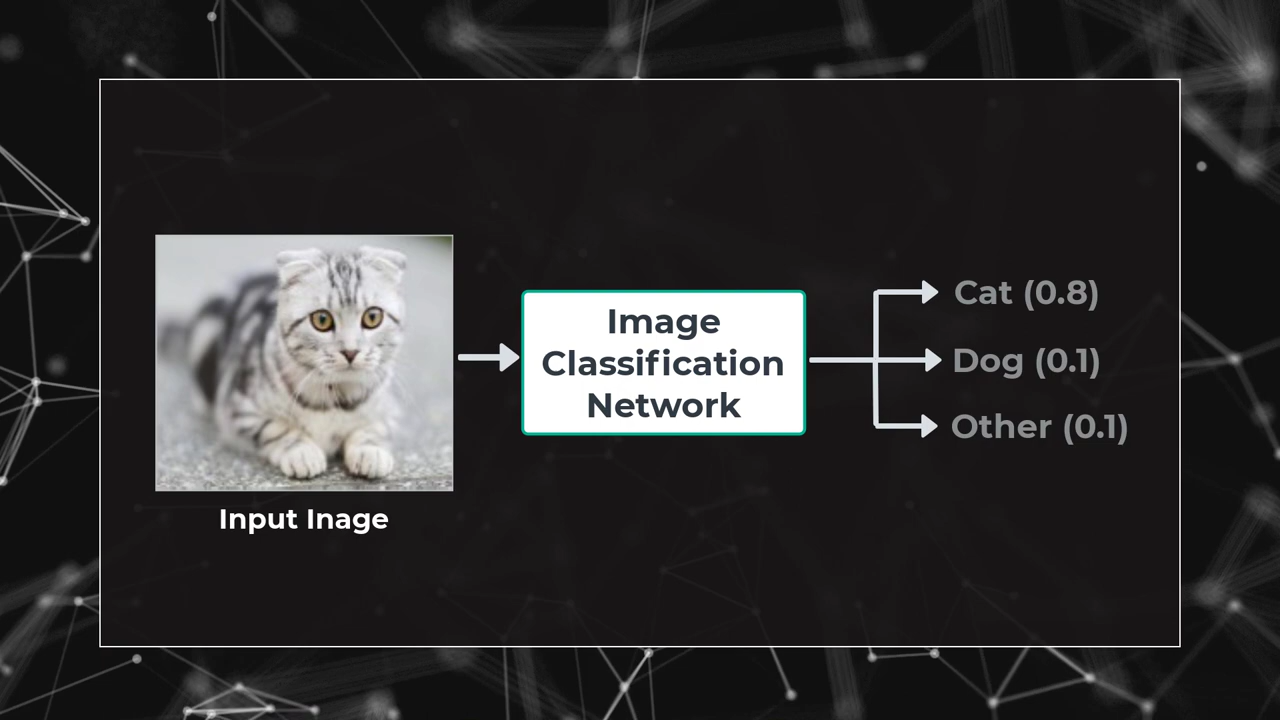 Image
Classification
Network
Cat (0.8)
Dog (0.1)
Other (0.1)
Input Inage